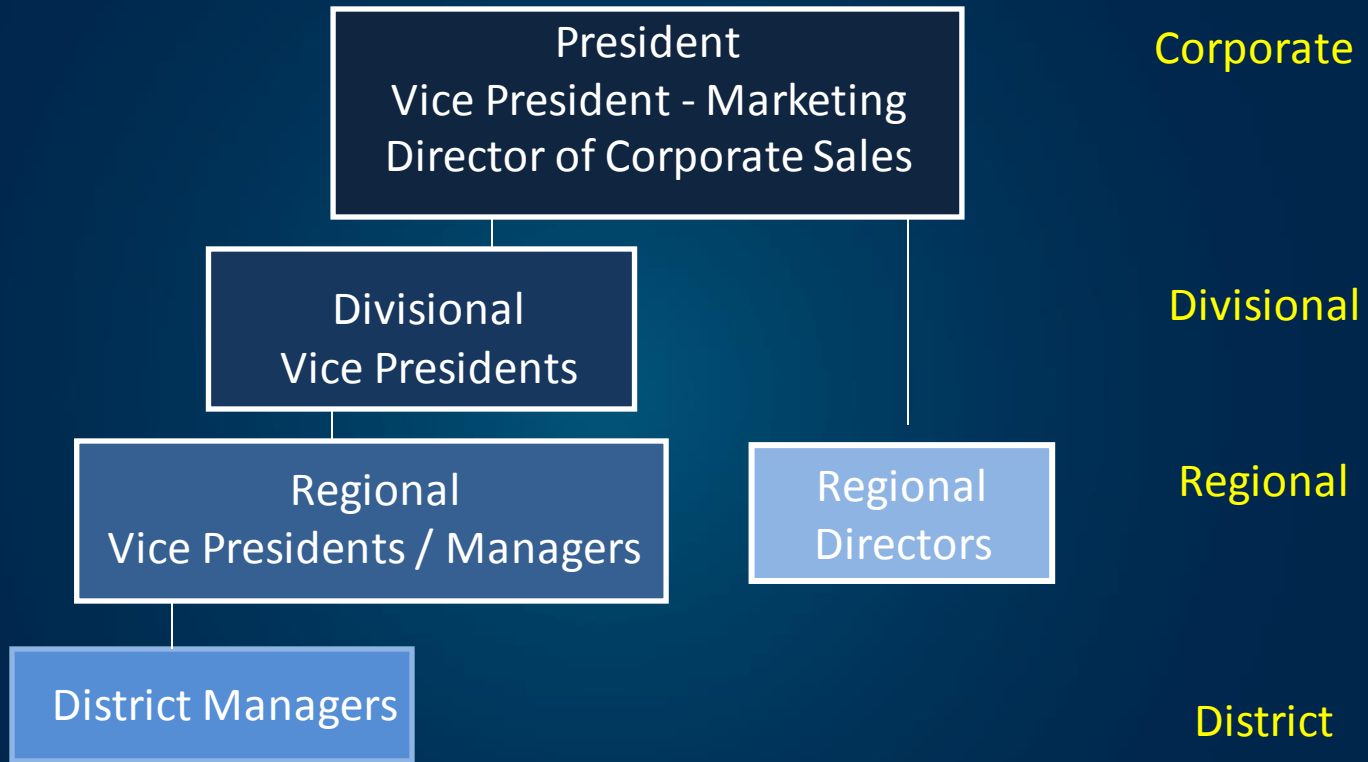 President
Vice President - Marketing
Director of Corporate Sales
Corporate
Divisional
Vice Presidents
Divisional
Regional
Vice Presidents / Managers
Regional
Directors
Regional
District Managers
District